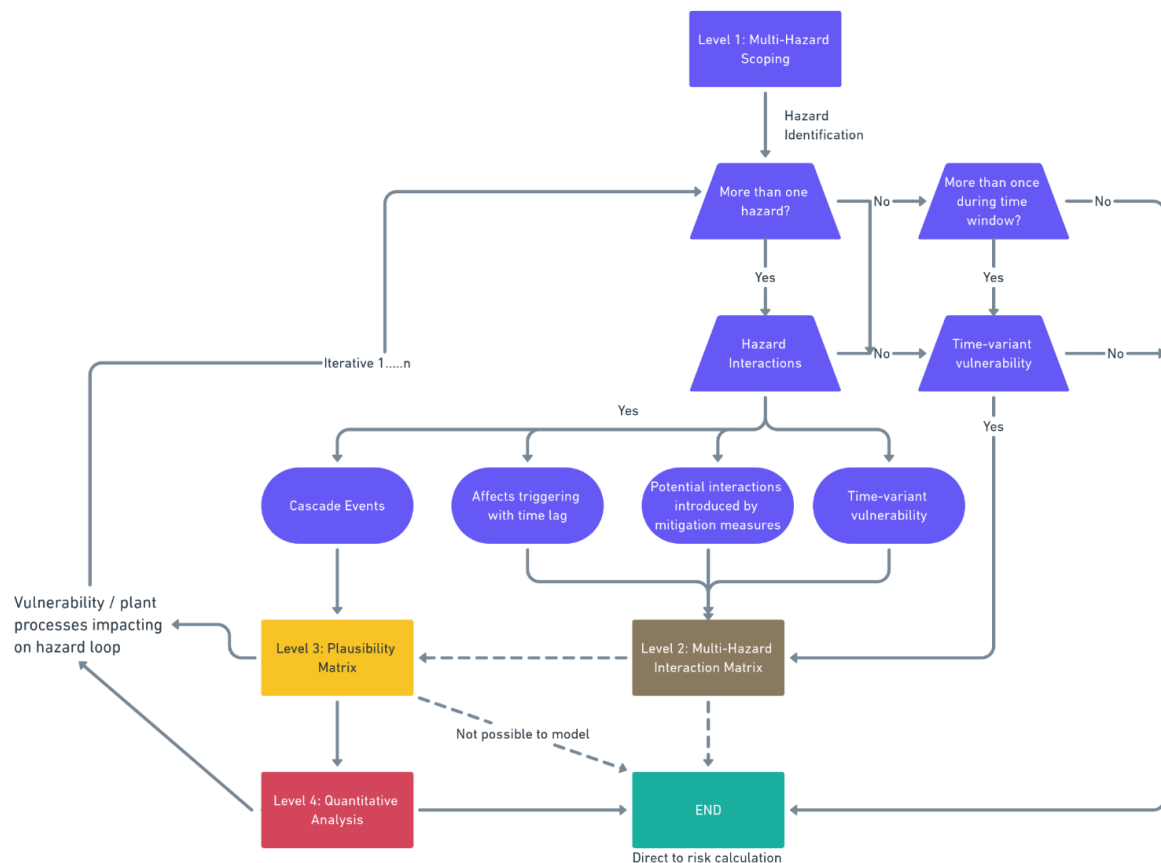 Level 1: Multi-Hazard
Scoping
Hazard
Identification
More than one
hazard?
No
More than once
during time
window?
No
Yes
Yes
Hazard
Interactions
No
Time-variant
vulnerability
No
Iterative 1.....n
Yes
Yes
Cascade Events
Affects triggering
with time lag
Potential interactions
introduced by
mitigation measures
Time-variant
vulnerability
Vulnerability / plant
processes impacting
on hazard loop
Level 3: Plausibility
Matrix
Level 2: Multi-Hazard
Interaction Matrix
Not possible to model
Level 4: Quantitative
Analysis
END
Direct to risk calculation